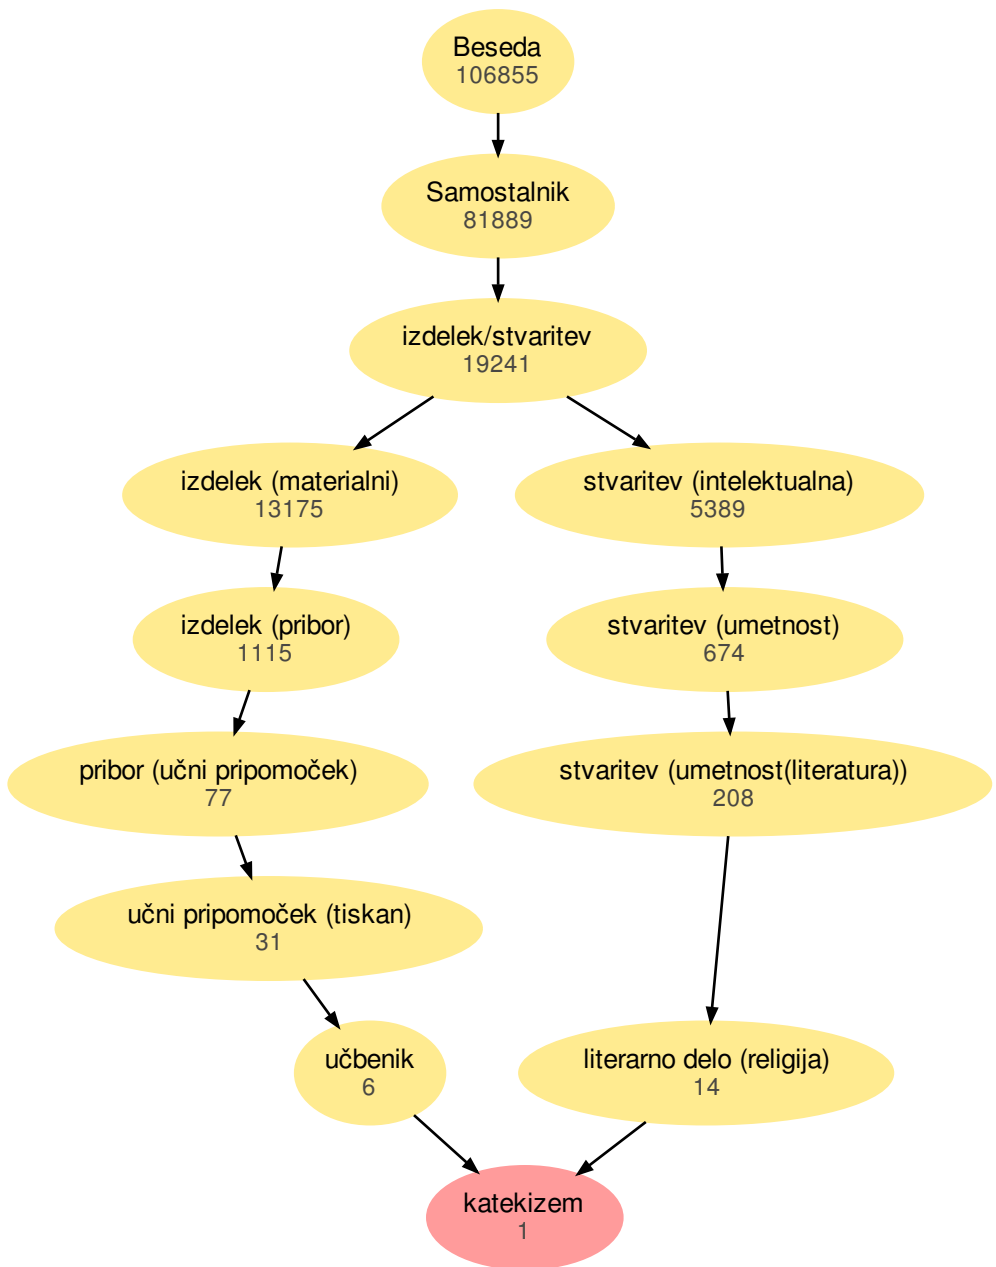 Beseda
106855
Samostalnik
81889
izdelek/stvaritev
19241
izdelek (materialni)
13175
stvaritev (intelektualna)
5389
izdelek (pribor)
1115
stvaritev (umetnost)
674
pribor (učni pripomoček)
77
stvaritev (umetnost(literatura))
208
učni pripomoček (tiskan)
31
učbenik
6
literarno delo (religija)
14
katekizem
1